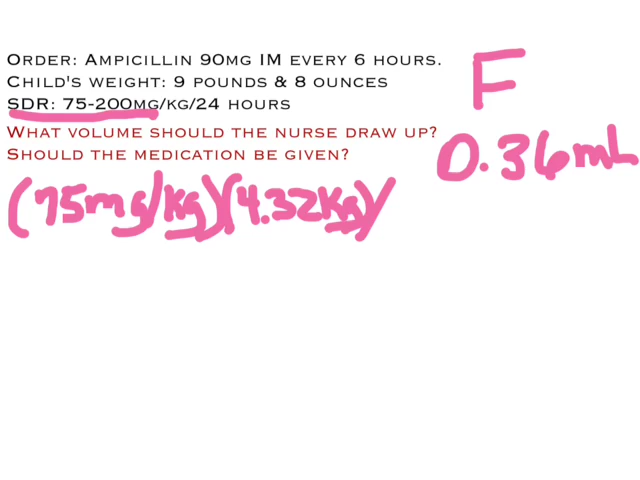 Order: Ampicillin 90mg IM every 6 hours.
Child's weight: 9 pounds & 8 ounces
SDR: 75-200mg/kg/24 hours
What volume should the nurse draw up?
Should the medication be given?
F
0.36mL
(75mg/kg)(4.32kg)/